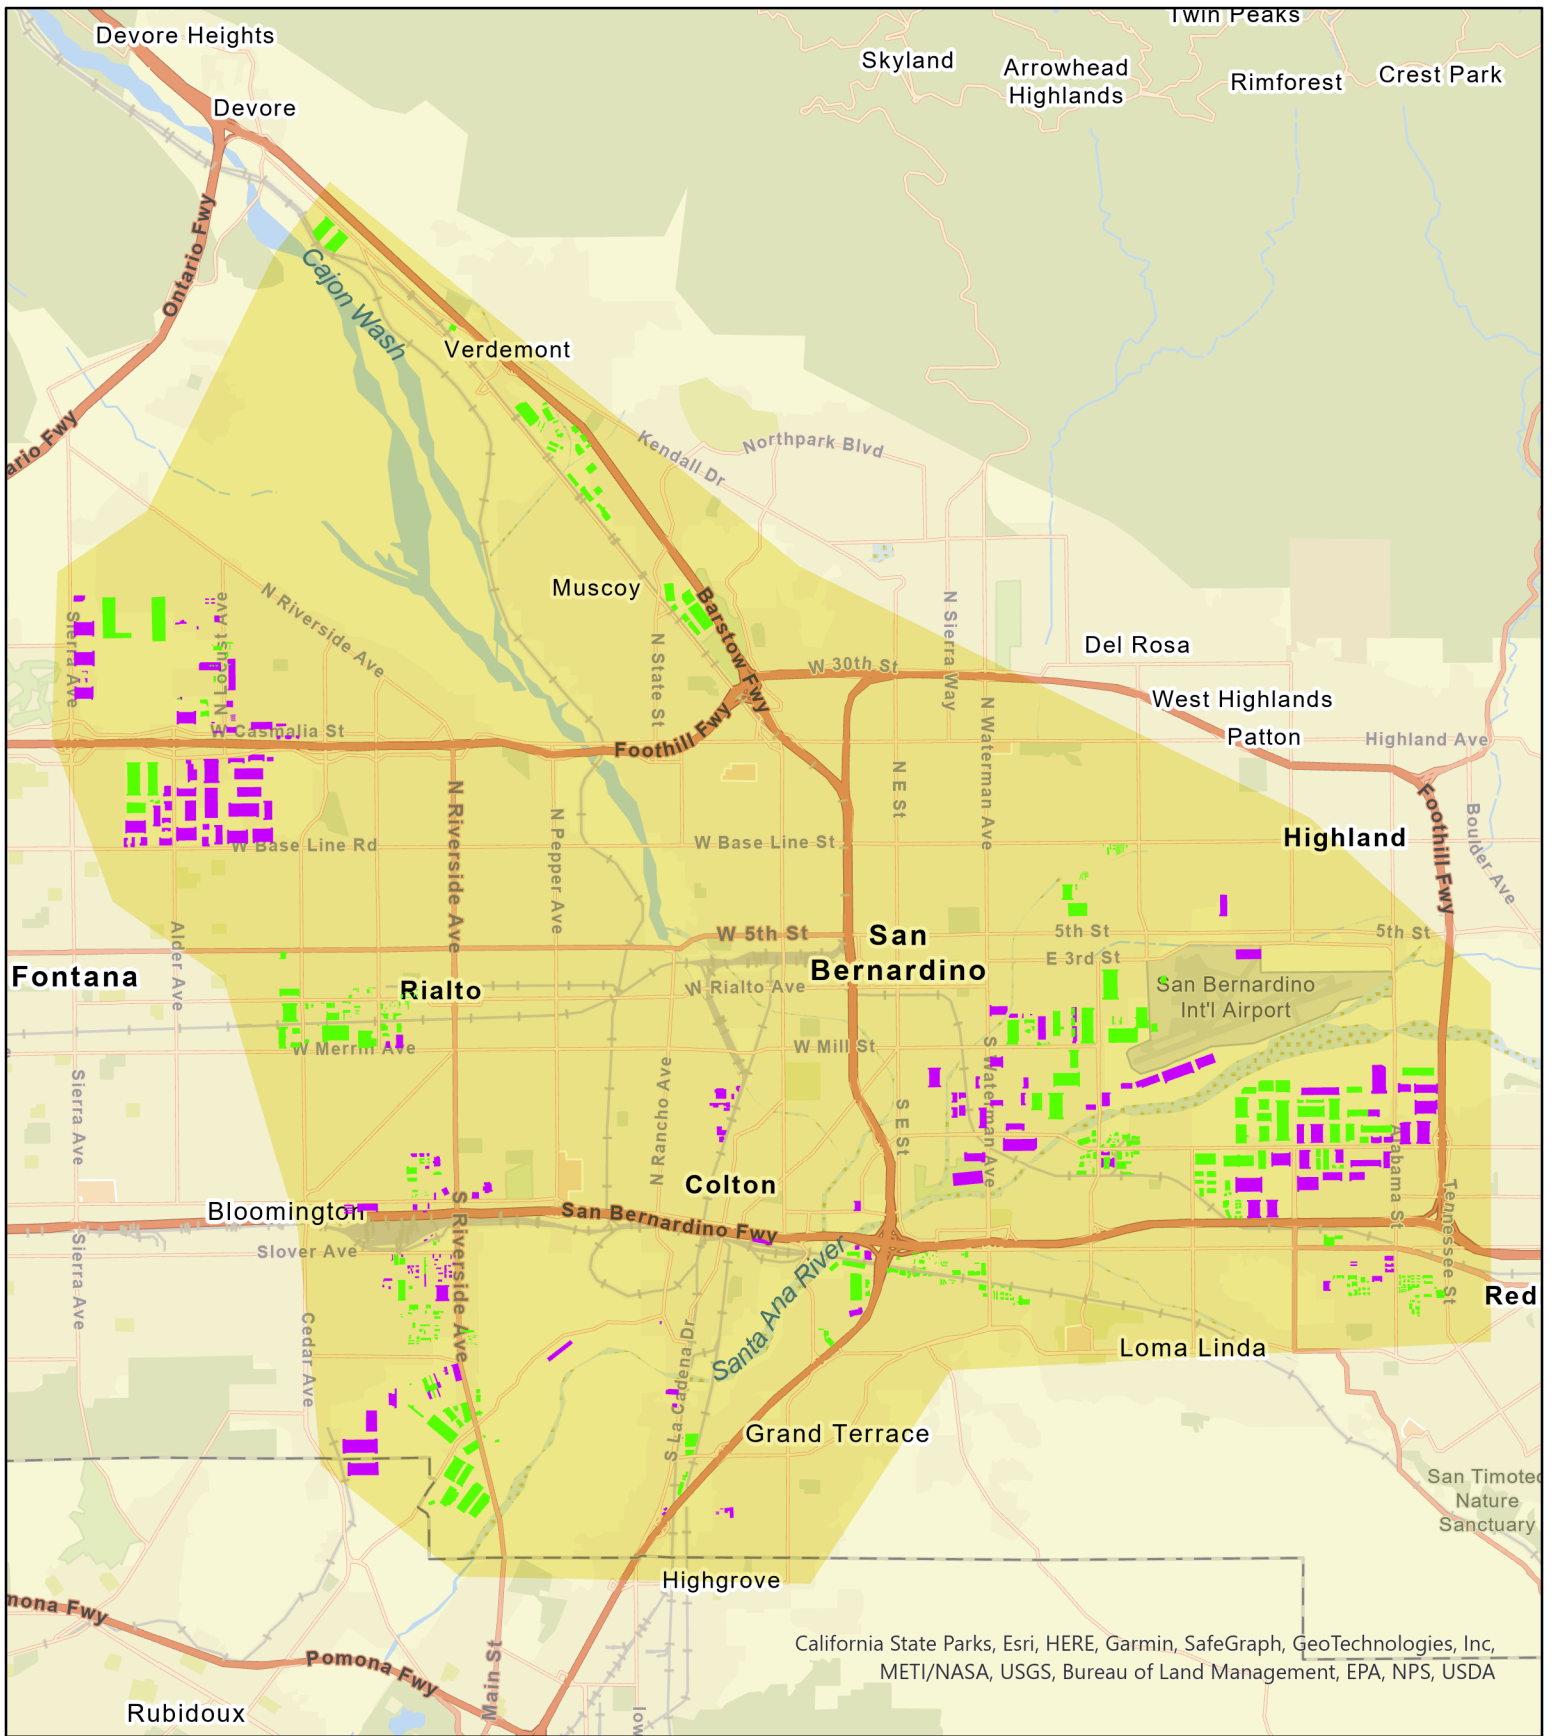 Twin Peaks
Devore Heights
Skyland
Arrowhead
Highlands
Rimforest
Crest Park
Devore
Ontario Fwy
Cajon Wash
Verdemont
ario Fwy
Kendall Dr
Northpark Blvd
Muscoy
Barstow Fwy
N Riverside Ave
Sierra Ave
N Locust Ave
N State St
N Sierra Way
Del Rosa
W 30th St
West Highlands
Patton
Highland Ave
W Casmalia St
Foothill Fwy
N Waterman Ave
N E St
N Riverside Ave
N Pepper Ave
Highland
Foothill Fwy
Boulder Ave
W Base Line Rd
W Base Line St
Alder Ave
W 5th St
San
Bernardino
5th St
5th St
E 3rd St
Fontana
Rialto
N Rialto Ave
San Bernardino
Int'l Airport
W Merrill Ave
W Mill St
S Waterman Ave
Sierra Ave
N Rancho Ave
S E St
Alabama St
Tennessee St
Colton
Bloomington
San Bernardino Fwy
Slover Ave
S Riverside Ave
Sierra Ave
Cedar Ave
Santa Ana River
Red
Loma Linda
S La Cadena Dr
Grand Terrace
San Timoteo
Nature
Sanctuary
Highgrove
mona Fwy
Pomona Fwy
Main St
Iow
Rubidoux
California State Parks, Esri, HERE, Garmin, SafeGraph, GeoTechnologies, Inc,
METI/NASA, USGS, Bureau of Land Management, EPA, NPS, USDA